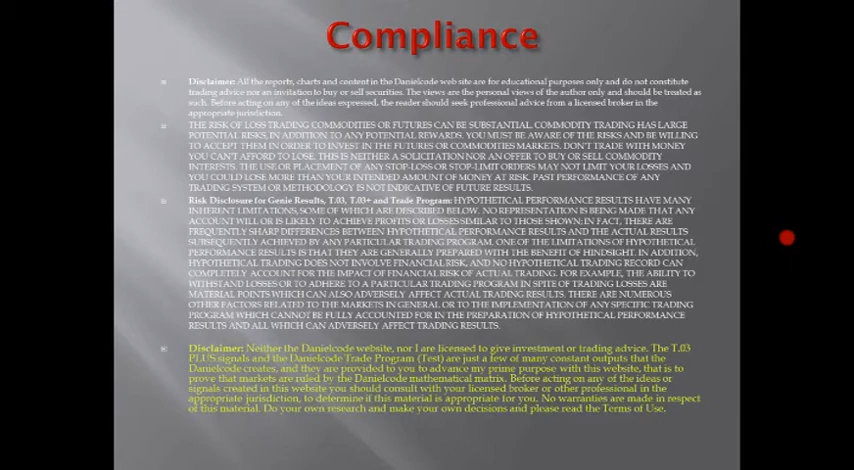 Compliance
Disclaimer: All the reports, charts and content in the Danielcode web site are for educational purposes only and do not constitute
trading advice nor an invitation to buy or sell securities. The views are the personal views of the author only and should be treated as
such. Before acting on any of the ideas expressed, the reader should seek professional advice from a licensed broker in the
appropriate jurisdiction.
THE RISK OF LOSS TRADING COMMODITIES OR FUTURES CAN BE SUBSTANTIAL. COMMODITY TRADING HAS LARGE
POTENTIAL RISKS, IN ADDITION TO ANY POTENTIAL REWARDS. YOU MUST BE AWARE OF THE RISKS AND BE WILLING
TO ACCEPT THEM IN ORDER TO INVEST IN THE FUTURES OR COMMODITIES MARKETS. DON'T TRADE WITH MONEY
YOU CAN'T AFFORD TO LOSE. THIS IS NEITHER A SOLICITATION NOR AN OFFER TO BUY OR SELL COMMODITY
INTERESTS. THE USE OR PLACEMENT OF ANY STOP-LOSS OR STOP-LIMIT ORDERS MAY NOT LIMIT YOUR LOSSES AND
YOU COULD LOSE MORE THAN YOUR INTENDED AMOUNT OF MONEY AT RISK. PAST PERFORMANCE OF ANY
TRADING SYSTEM OR METHODOLOGY IS NOT INDICATIVE OF FUTURE RESULTS.
Risk Disclosure for Genie Results, T.03, T.03+ and Trade Program: HYPOTHETICAL PERFORMANCE RESULTS HAVE MANY
INHERENT LIMITATIONS, SOME OF WHICH ARE DESCRIBED BELOW. NO REPRESENTATION IS BEING MADE THAT ANY
ACCOUNT WILL OR IS LIKELY TO ACHIEVE PROFITS OR LOSSES SIMILAR TO THOSE SHOWN; IN FACT, THERE ARE
FREQUENTLY SHARP DIFFERENCES BETWEEN HYPOTHETICAL PERFORMANCE RESULTS AND THE ACTUAL RESULTS
SUBSEQUENTLY ACHIEVED BY ANY PARTICULAR TRADING PROGRAM. ONE OF THE LIMITATIONS OF HYPOTHETICAL
PERFORMANCE RESULTS IS THAT THEY ARE GENERALLY PREPARED WITH THE BENEFIT OF HINDSIGHT. IN ADDITION,
HYPOTHETICAL TRADING DOES NOT INVOLVE FINANCIAL RISK, AND NO HYPOTHETICAL TRADING RECORD CAN
COMPLETELY ACCOUNT FOR THE IMPACT OF FINANCIAL RISK OF ACTUAL TRADING. FOR EXAMPLE, THE ABILITY TO
WITHSTAND LOSSES OR TO ADHERE TO A PARTICULAR TRADING PROGRAM IN SPITE OF TRADING LOSSES ARE
MATERIAL POINTS WHICH CAN ALSO ADVERSELY AFFECT ACTUAL TRADING RESULTS. THERE ARE NUMEROUS
OTHER FACTORS RELATED TO THE MARKETS IN GENERAL OR TO THE IMPLEMENTATION OF ANY SPECIFIC TRADING
PROGRAM WHICH CANNOT BE FULLY ACCOUNTED FOR IN THE PREPARATION OF HYPOTHETICAL PERFORMANCE
RESULTS AND ALL WHICH CAN ADVERSELY AFFECT TRADING RESULTS.
Disclaimer: Neither the Danielcode website, nor I are licensed to give investment or trading advice. The T.03
PLUS signals and the Danielcode Trade Program (Test) are just a few of many constant outputs that the
Danielcode creates, and they are provided to you to advance my prime purpose with this website, that is to
prove that markets are ruled by the Danielcode mathematical matrix. Before acting on any of the ideas or
signals created in this website you should consult with your licensed broker or other professional in the
appropriate jurisdiction, to determine if this material is appropriate for you. No warranties are made in respect
of this material. Do your own research and make your own decisions and please read the Terms of Use.